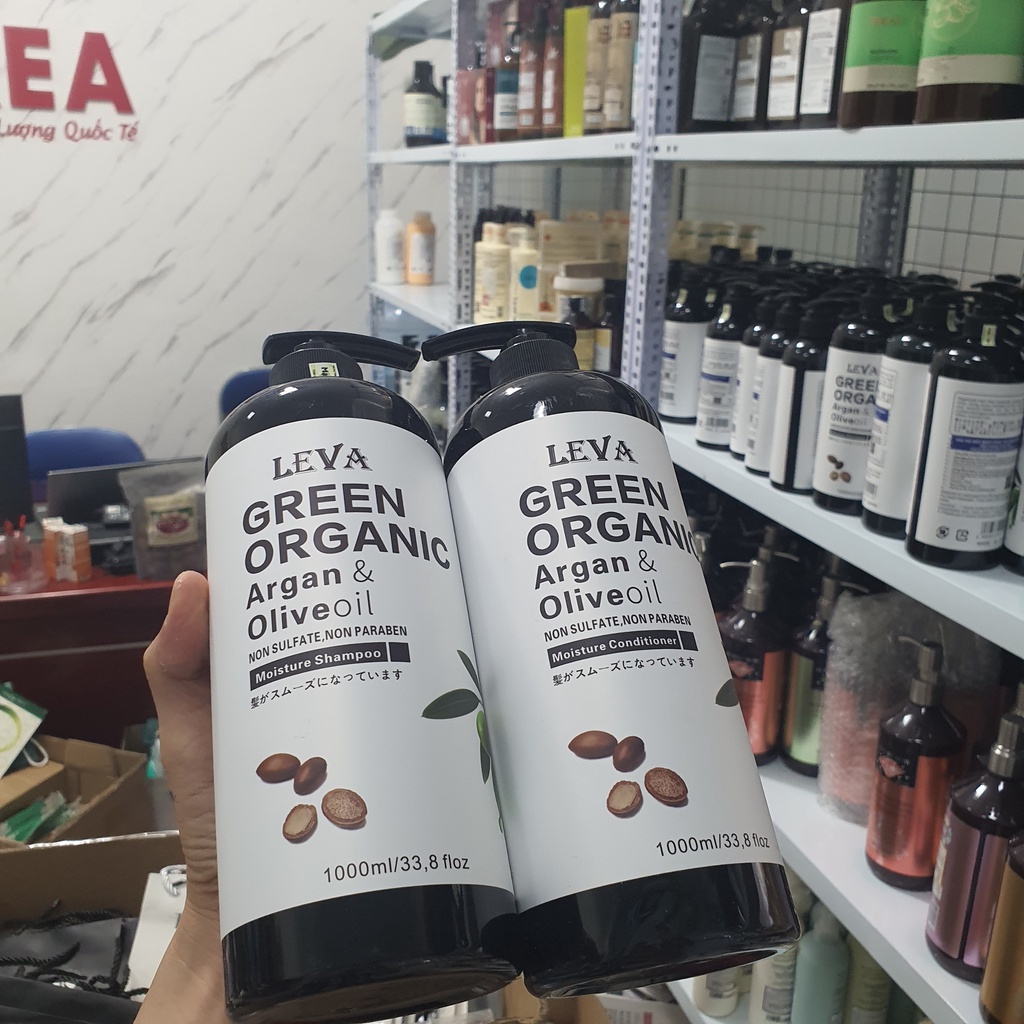 EA
Lượng Quốc Tế
LEVA
GREEN
ORGANIC
Argan &
Oliveoil
NON SULFATE,NON PARABEN
Moisture Shampoo
髪がスムーズになっています
1000ml/33,8 floz
LEVA
GREEN
ORGANIC
Argan &
Oliveoil
NON SULFATE,NON PARABEN
Moisture Conditioner
髪がスムーズになっています
1000ml/33,8 floz
LEVA
GREE
ORGA
Argan &
Oliveoil